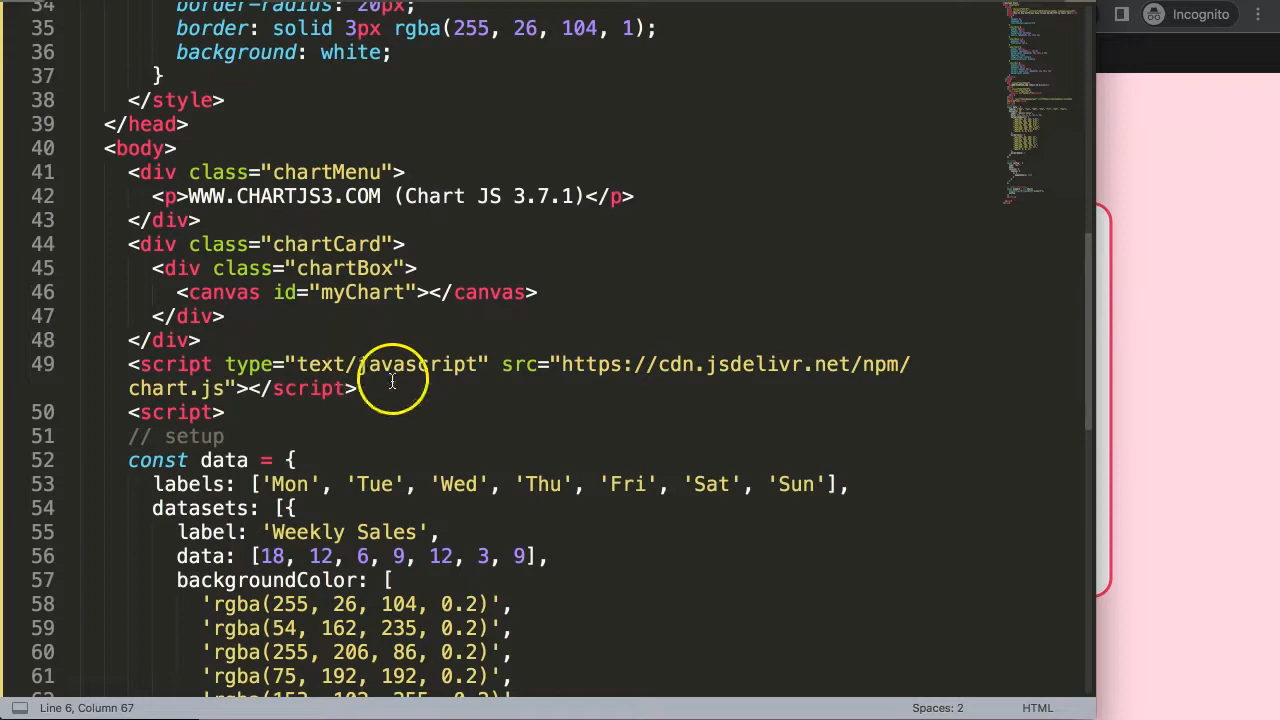 34 border-radius: 20px;
35 border: solid 3px rgba(255, 26, 104, 1);
36 background: white;
37 }
38 </style>
39 </head>
40 <body>
41 <div class="chartMenu">
42 <p>WWW.CHARTJS3.COM (Chart JS 3.7.1)</p>
43 </div>
44 <div class="chartCard">
45 <div class="chartBox">
46 <canvas id="myChart"></canvas>
47 </div>
48 </div>
49 <script type="text/javascript" src="https://cdn.jsdelivr.net/npm/
chart.js"></script>
50 <script>
51 // setup
52 const data = {
53 labels: ['Mon', 'Tue', 'Wed', 'Thu', 'Fri', 'Sat', 'Sun'],
54 datasets: [{
55 label: 'Weekly Sales',
56 data: [18, 12, 6, 9, 12, 3, 9],
57 backgroundColor: [
58 'rgba(255, 26, 104, 0.2)',
59 'rgba(54, 162, 235, 0.2)',
60 'rgba(255, 206, 86, 0.2)',
61 'rgba(75, 192, 192, 0.2)',
Incognito
Line 6, Column 67
Spaces: 2
HTML